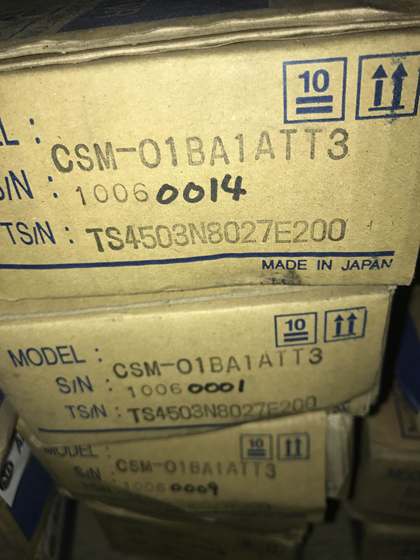 10
MODEL : CSM-01BA1ATT3
S/N : 10060014
TS/N : TS4503N8027E200
MADE IN JAPAN
10
MODEL : CSM-01BA1ATT3
S/N : 10060001
TS/N : TS4503N8027E200
10
MODEL : CSM-01BA1ATT3
S/N : 10060009